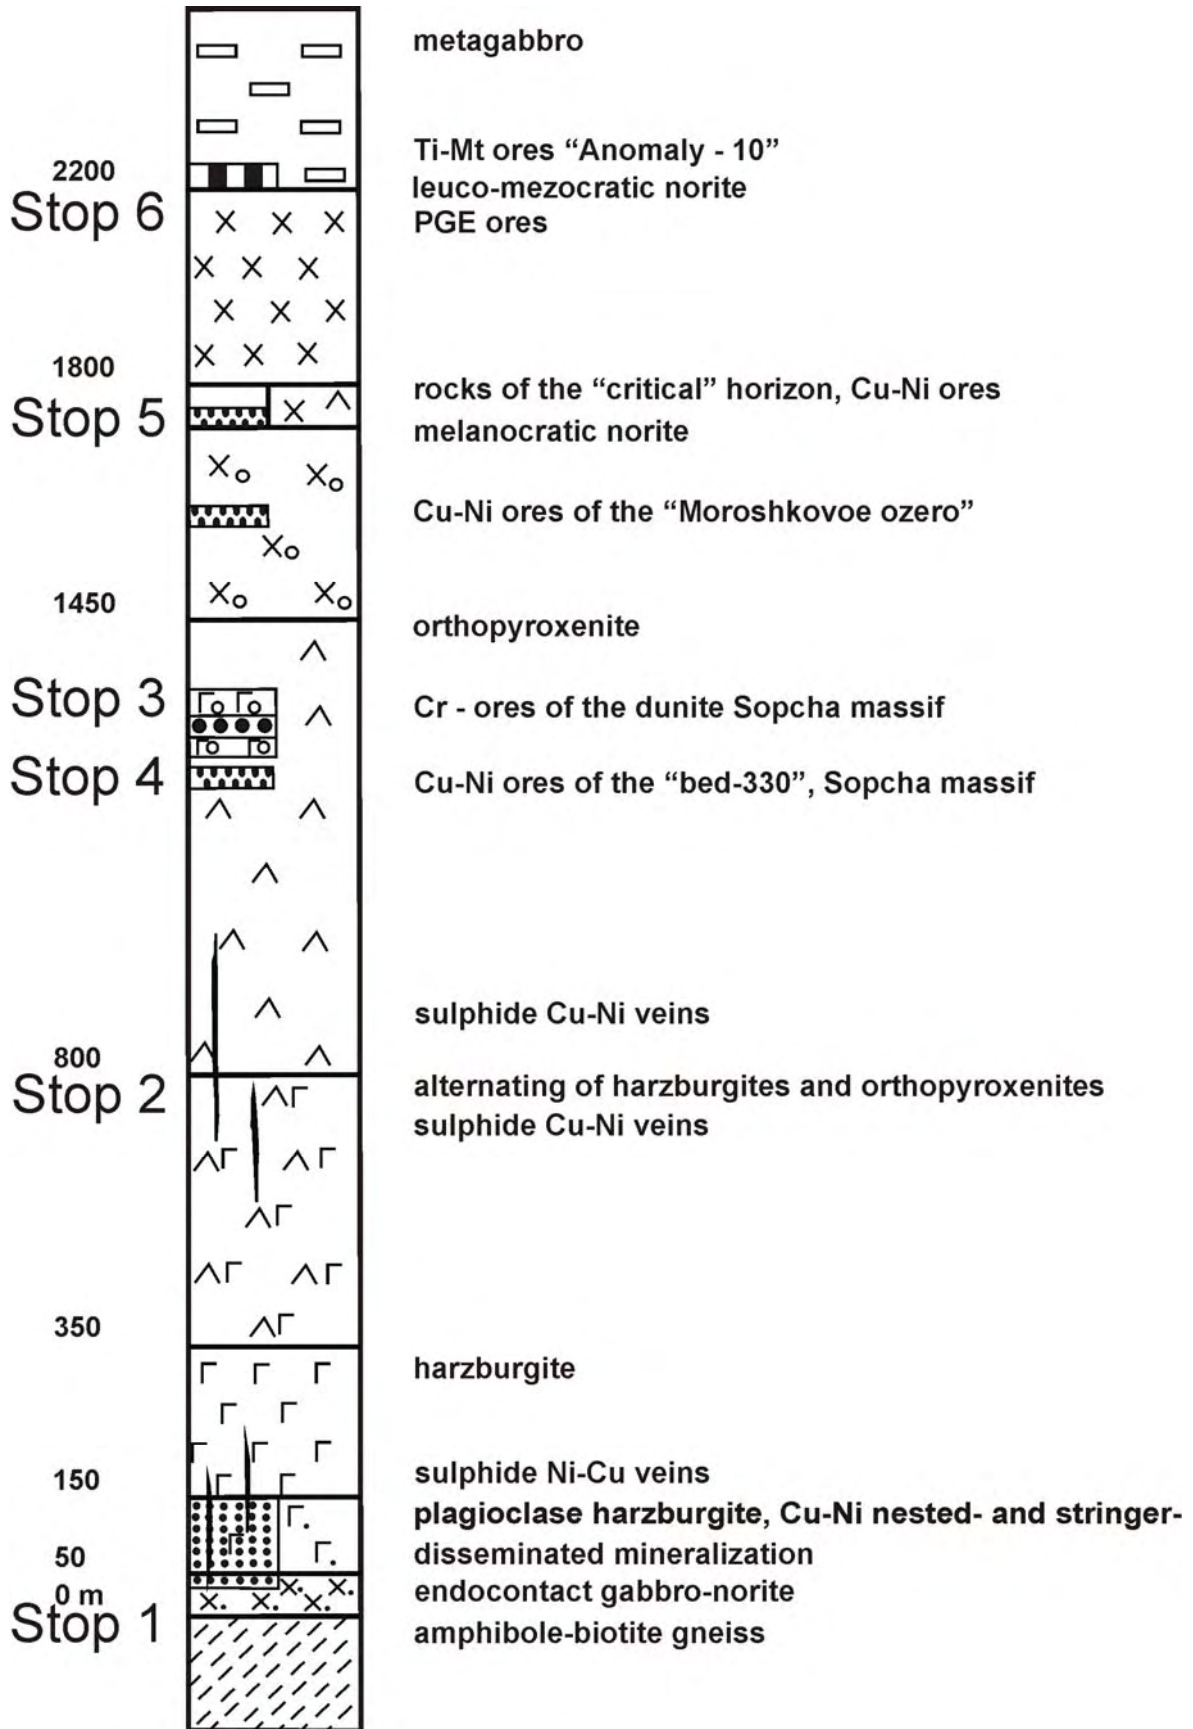 metagabbro
Ti-Mt ores “Anomaly - 10”
2200
leuco-mezocratic norite
Stop 6
PGE ores
1800
rocks of the “critical” horizon, Cu-Ni ores
Stop 5
melanocratic norite
Cu-Ni ores of the “Moroshkovoe ozero”
1450
orthopyroxenite
Stop 3
Cr - ores of the dunite Sopcha massif
Stop 4
Cu-Ni ores of the “bed-330”, Sopcha massif
sulphide Cu-Ni veins
800
Stop 2
alternating of harzburgites and orthopyroxenites
sulphide Cu-Ni veins
350
harzburgite
150
sulphide Ni-Cu veins
plagioclase harzburgite, Cu-Ni nested- and stringer-
50
disseminated mineralization
0 m
endocontact gabbro-norite
Stop 1
amphibole-biotite gneiss